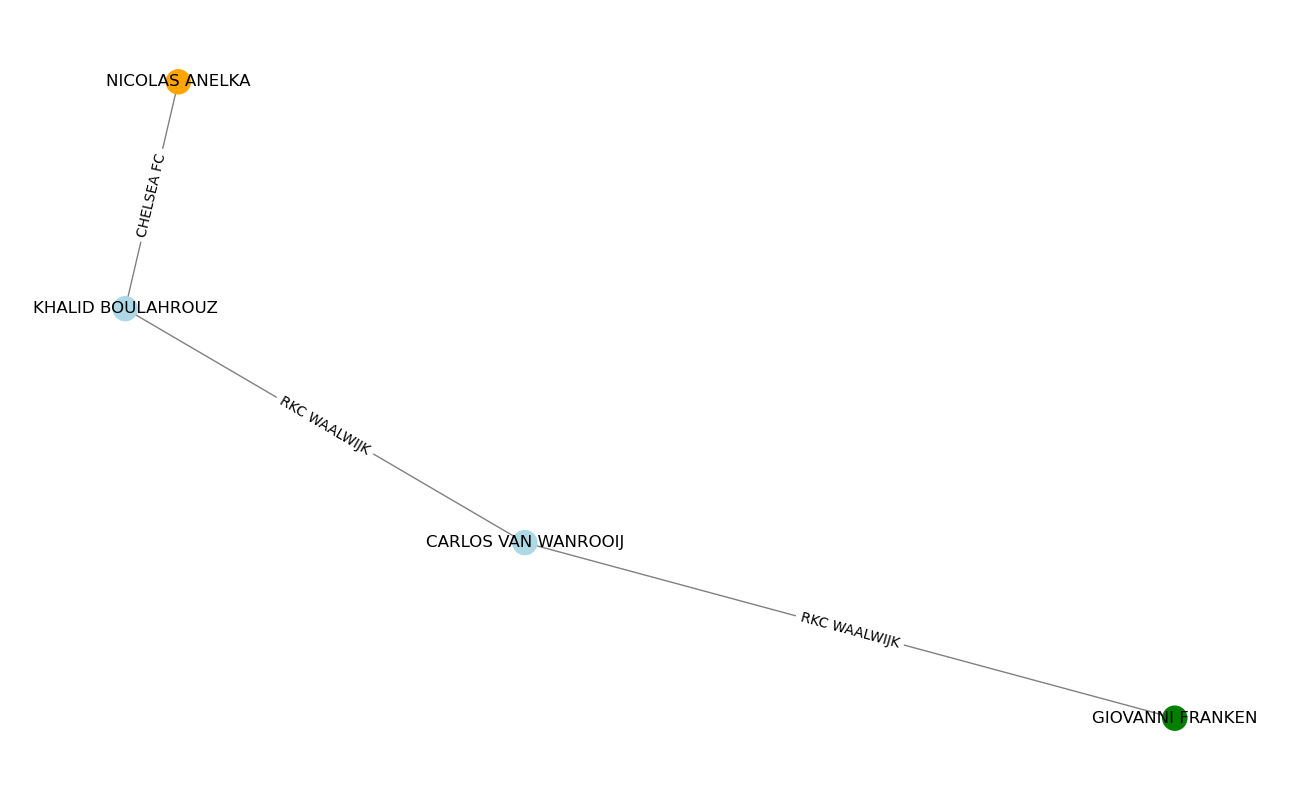 NICOLAS ANELKA
CHELSEA FC
KHALID BOULAHROUZ
RKC WAALWIJK
CARLOS VAN WANROOIJ
RKC WAALWIJK
GIOVANNI FRANKEN